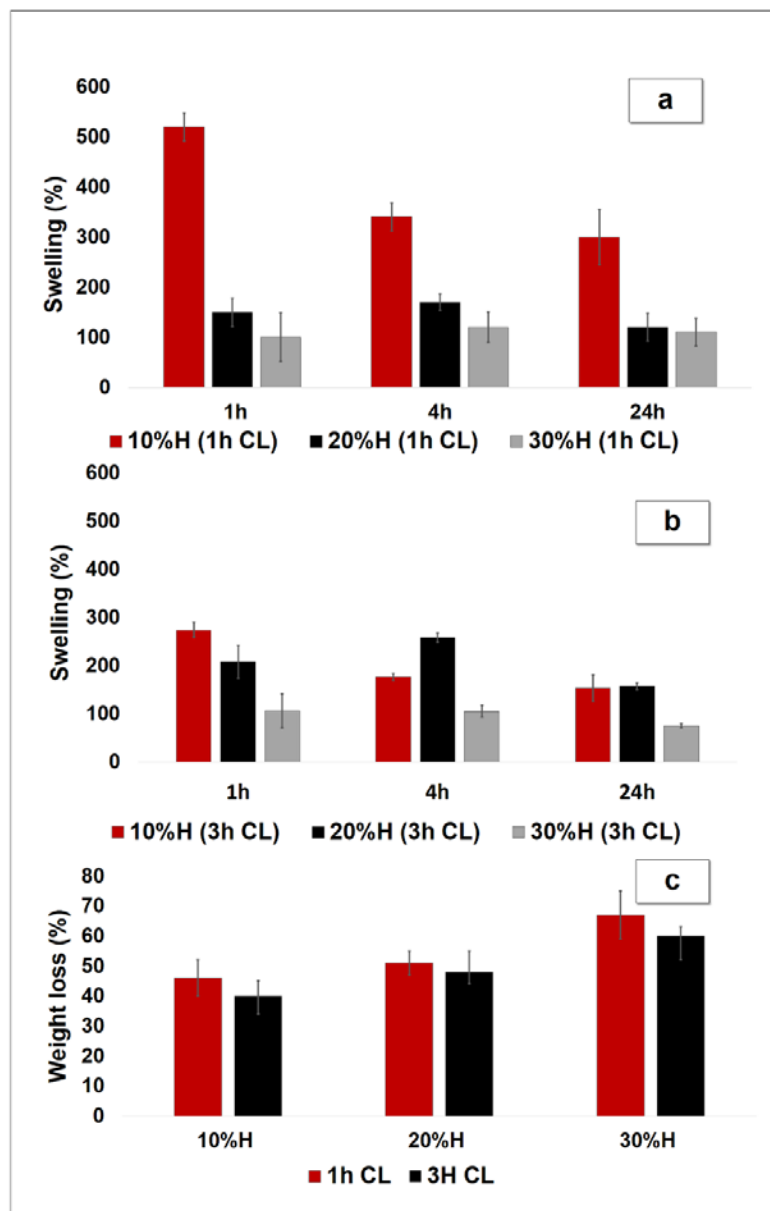 a
600
500
400
300
200
100
0
Swelling (%)
1h 4h 24h
10%H (1h CL) 20%H (1h CL) 30%H (1h CL)
b
600
500
400
300
200
100
0
Swelling (%)
1h 4h 24h
10%H (3h CL) 20%H (3h CL) 30%H (3h CL)
c
80
70
60
50
40
30
20
10
0
Weight loss (%)
10%H 20%H 30%H
1h CL 3H CL